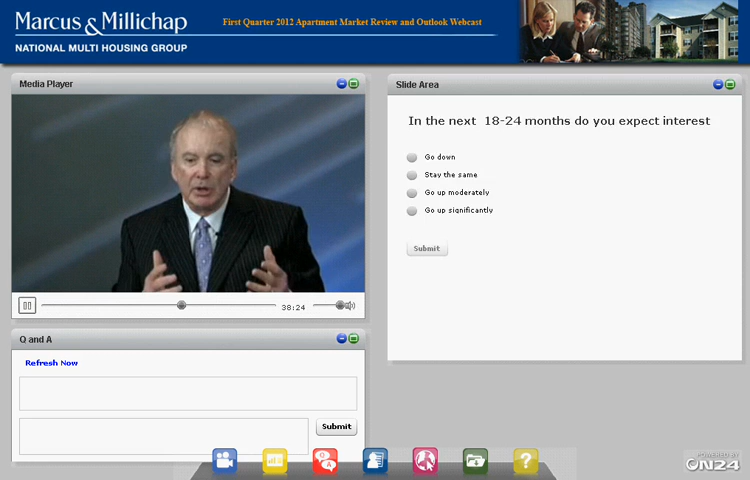 Marcus & Millichap
NATIONAL MULTI HOUSING GROUP
First Quarter 2012 Apartment Market Review and Outlook Webcast
Media Player
38:24
Slide Area
In the next 18-24 months do you expect interest
Go down
Stay the same
Go up moderately
Go up significantly
Submit
Q and A
Refresh Now
Submit
Q
A
?
POWERED BY
ON24